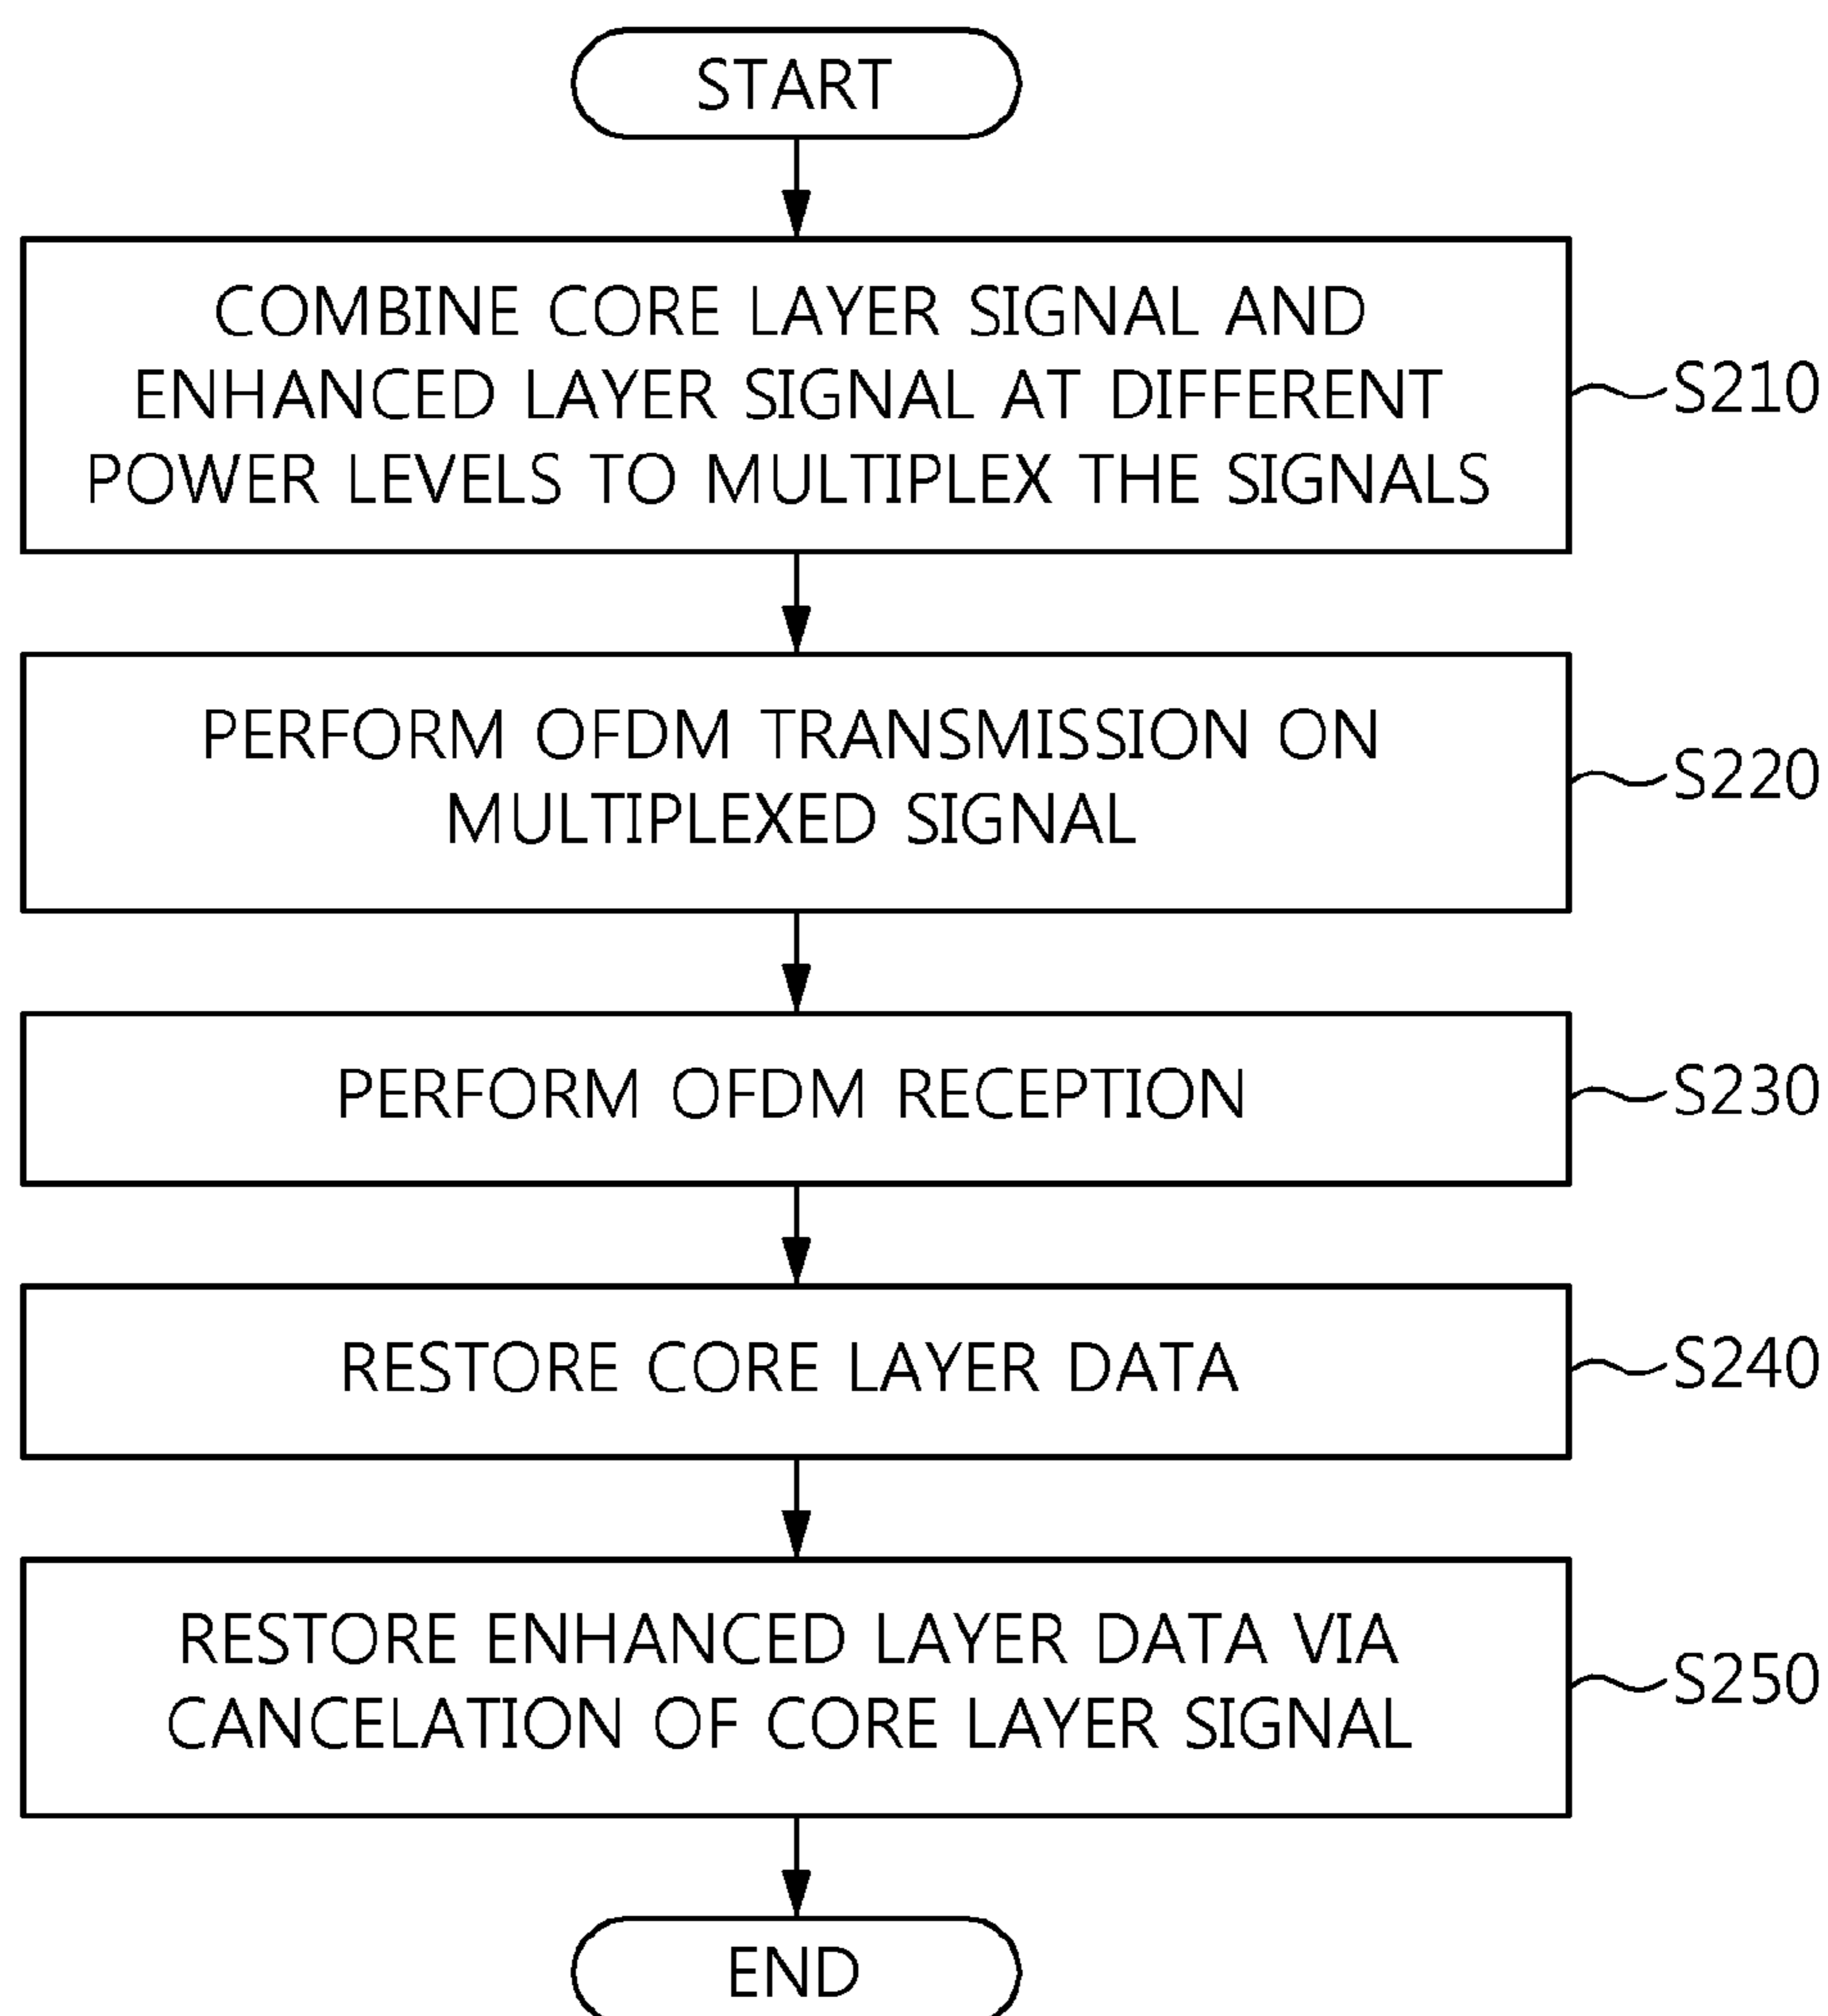 START
COMBINE CORE LAYER SIGNAL AND
ENHANCED LAYER SIGNAL AT DIFFERENT
POWER LEVELS TO MULTIPLEX THE SIGNALS
S210
PERFORM OFDM TRANSMISSION ON
MULTIPLEXED SIGNAL
S220
PERFORM OFDM RECEPTION
S230
RESTORE CORE LAYER DATA
S240
RESTORE ENHANCED LAYER DATA VIA
CANCELATION OF CORE LAYER SIGNAL
S250
END